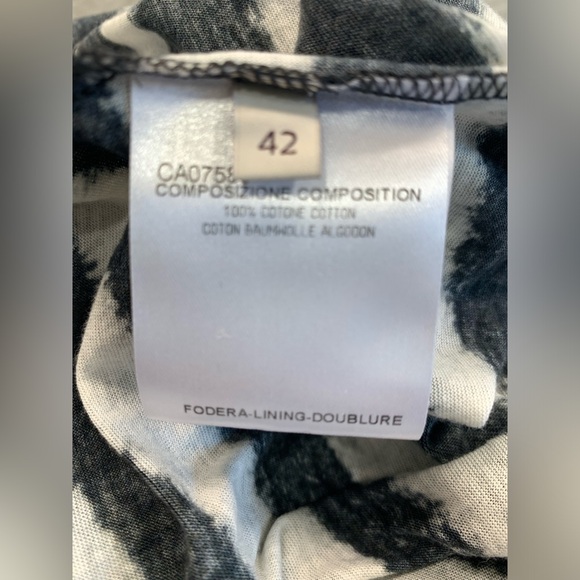 42
CA0758
COMPOSIZIONE COMPOSITION
100% COTONE COTTON
COTON BAUMWOLLE ALGODON
FODERA-LINING-DOUBLURE